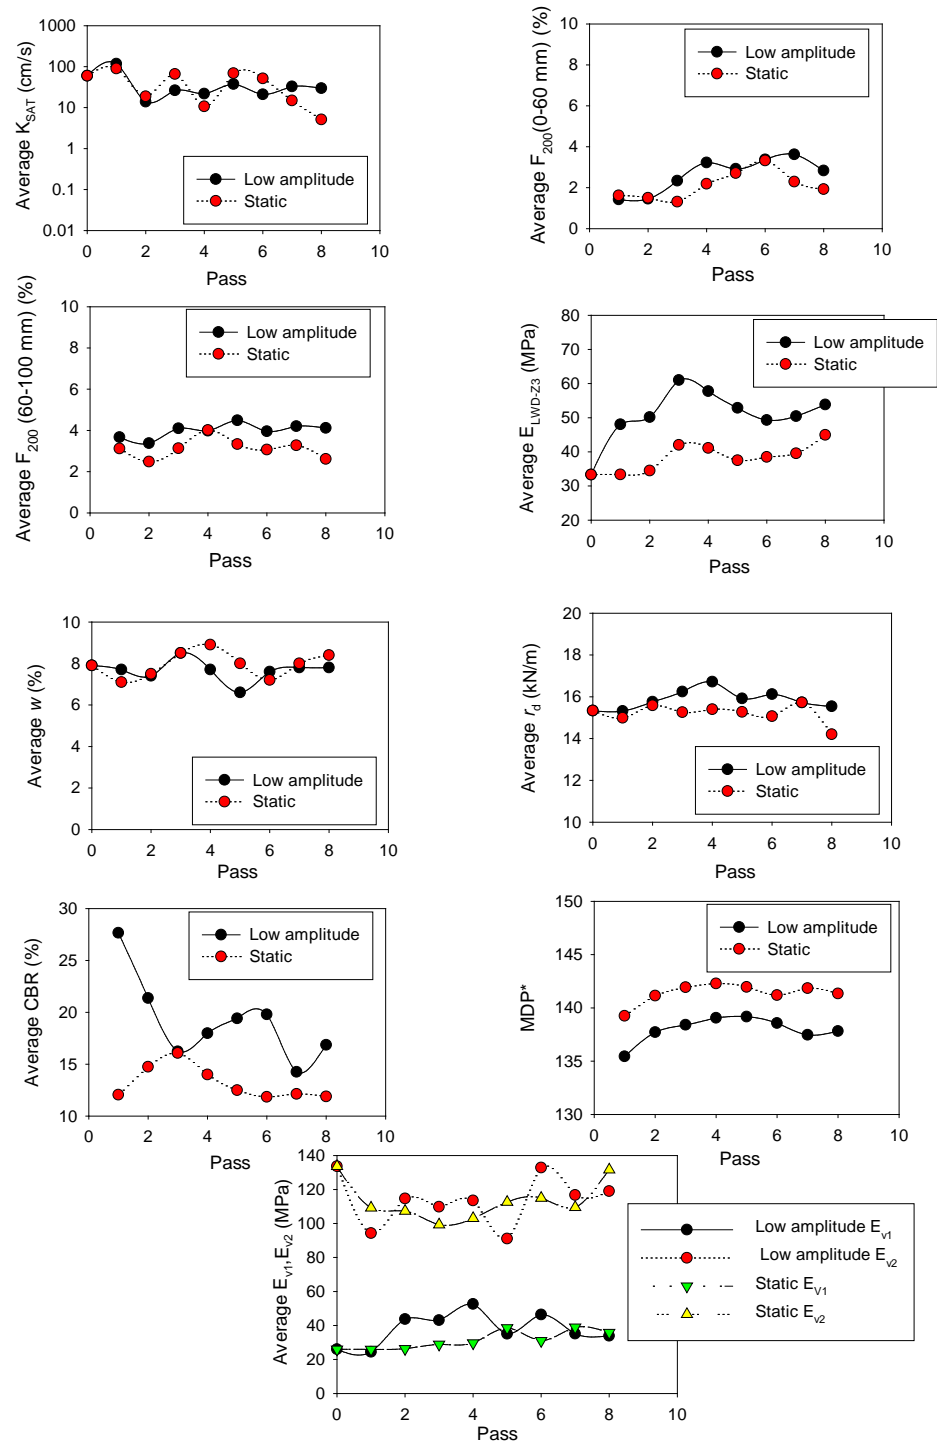 Average K_SAT (cm/s)
1000
100
10
1
0.1
0.01
Low amplitude
Static
0 2 4 6 8 10
Pass
Average F_200 (0-60 mm) (%)
10
8
6
4
2
0
Low amplitude
Static
0 2 4 6 8 10
Pass
Average F_200 (60-100 mm) (%)
10
8
6
4
2
0
Low amplitude
Static
0 2 4 6 8 10
Pass
Average E_LWD-Z3 (MPa)
80
70
60
50
40
30
20
Low amplitude
Static
0 2 4 6 8 10
Pass
Average w (%)
10
8
6
4
2
0
Low amplitude
Static
0 2 4 6 8 10
Pass
Average r_d (kN/m)
20
18
16
14
12
10
Low amplitude
Static
0 2 4 6 8 10
Pass
Average CBR (%)
30
25
20
15
10
Low amplitude
Static
0 2 4 6 8 10
Pass
MDP*
150
145
140
135
130
Low amplitude
Static
0 2 4 6 8 10
Pass
Average E_v1, E_v2 (MPa)
140
120
100
80
60
40
20
0
0 2 4 6 8 10
Pass
Low amplitude E_v1
Low amplitude E_v2
Static E_V1
Static E_v2